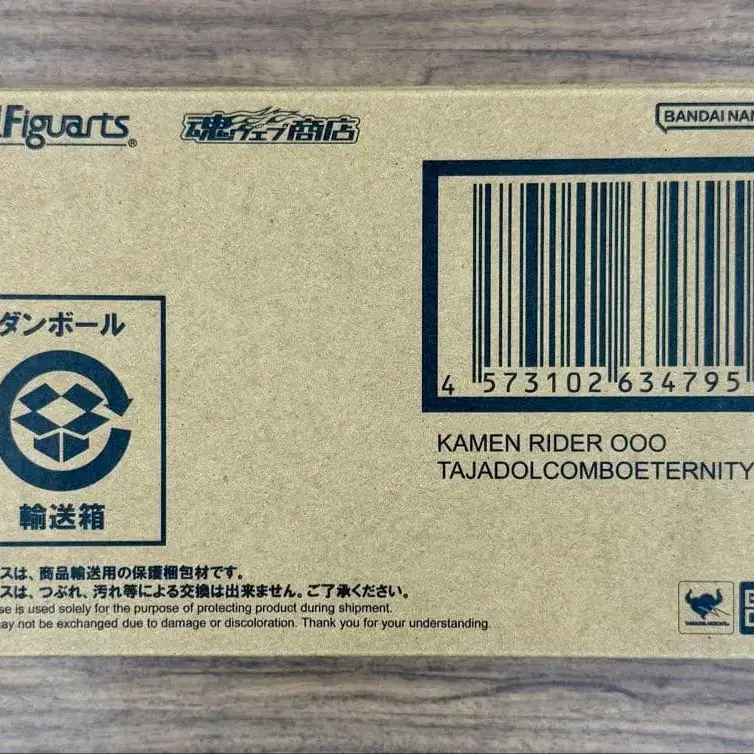 .Figuarts®
魂ウェブ商店
BANDAI NAM
4 573102 634795
KAMEN RIDER OOO
TAJADOLCOMBOETERNITY
ダンボール
輸送箱
スは、商品輸送用の保護梱包材です。
スは、つぶれ、汚れ等による交換は出来ません。ご了承ください。
se is used solely for the purpose of protecting product during shipment.
ay not be exchanged due to damage or discoloration. Thank you for your understanding.